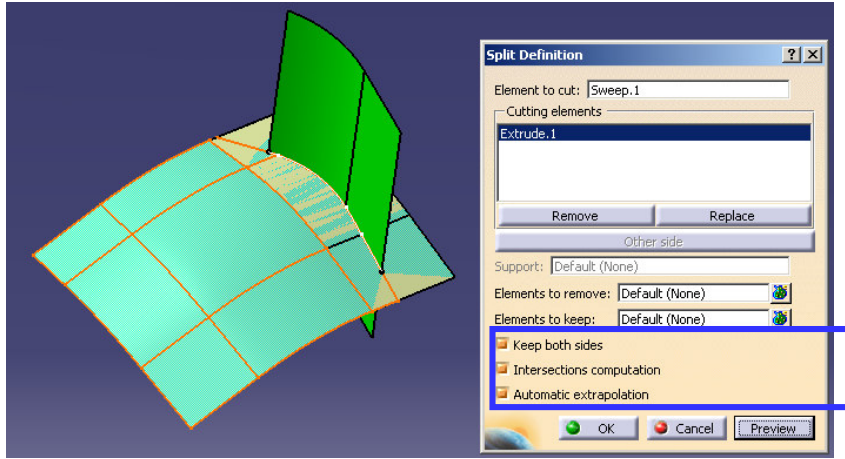 Split Definition
Element to cut: Sweep.1
Cutting elements
Extrude.1
Remove Replace
Other side
Support: Default (None)
Elements to remove: Default (None)
Elements to keep: Default (None)
Keep both sides
Intersections computation
Automatic extrapolation
OK Cancel Preview